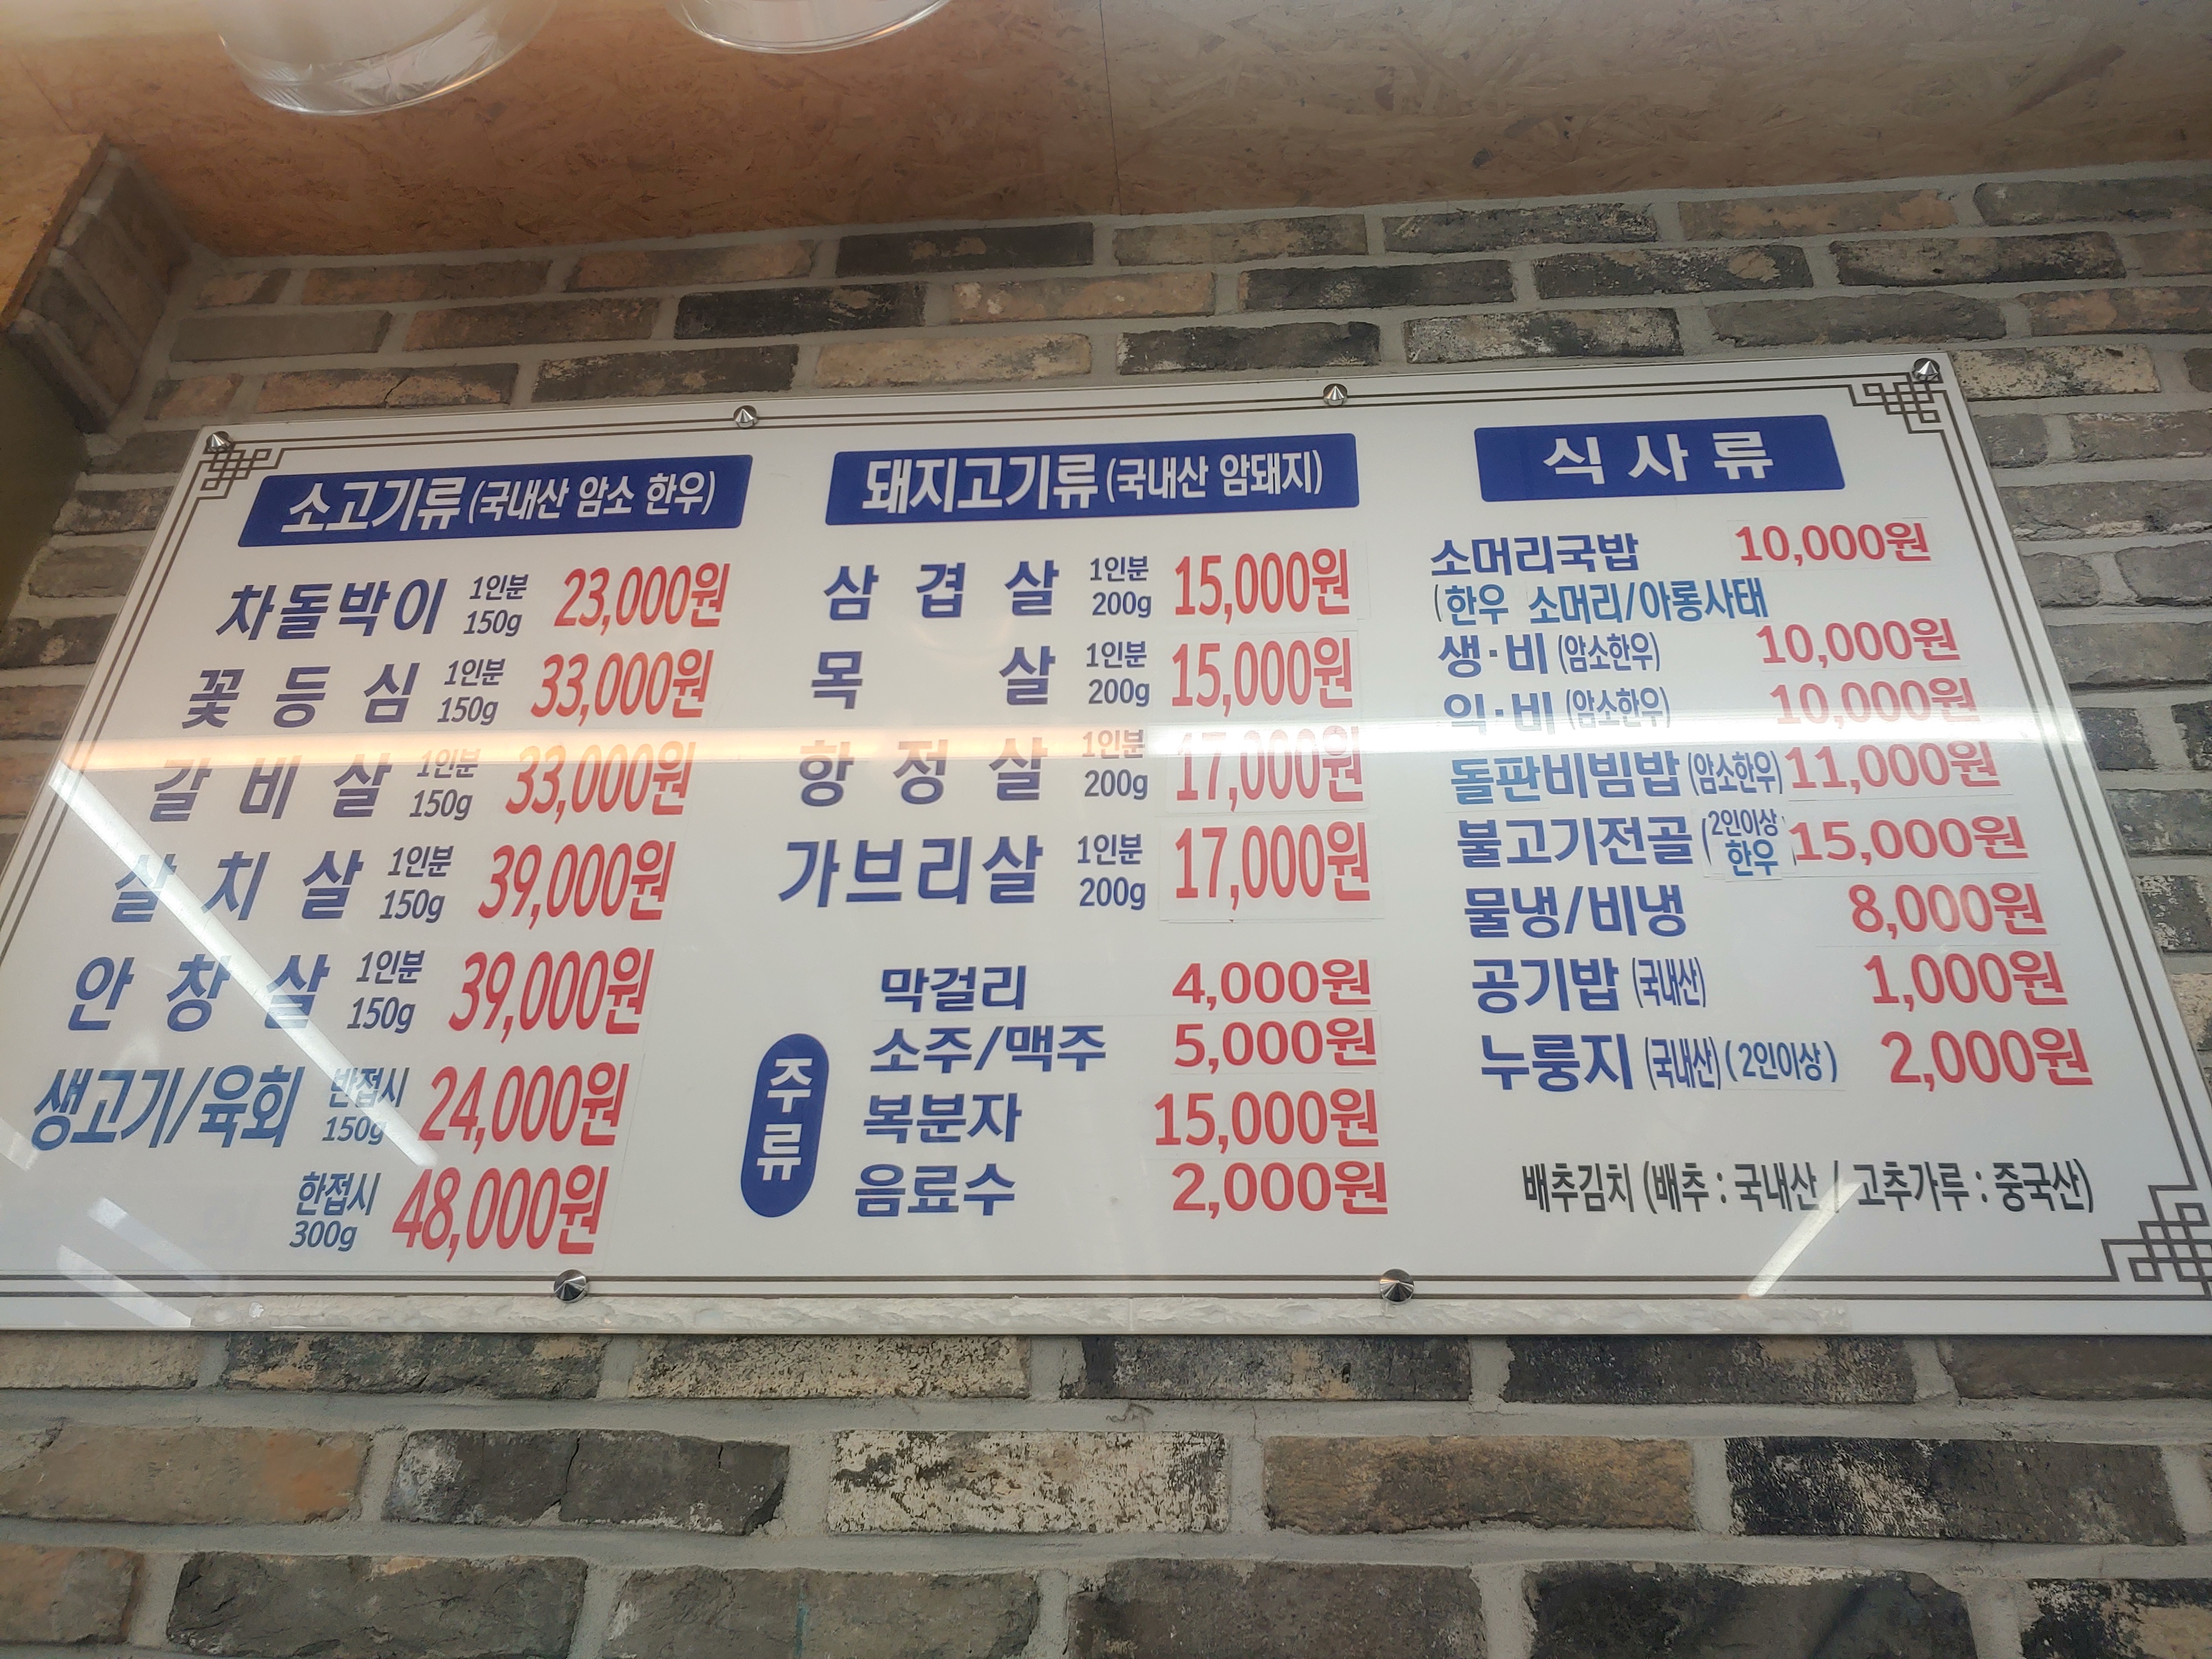 소고기류 (국내산 암소 한우)
차돌박이 1인분 150g 23,000원
꽃등심 1인분 150g 33,000원
갈비살 1인분 150g 33,000원
살치살 1인분 150g 39,000원
안창살 1인분 150g 39,000원
생고기/육회 반접시 150g 24,000원
한접시 300g 48,000원
돼지고기류 (국내산 암돼지)
삼겹살 1인분 200g 15,000원
목살 1인분 200g 15,000원
항정살 1인분 200g 17,000원
가브리살 1인분 200g 17,000원
주류
막걸리 4,000원
소주/맥주 5,000원
복분자 15,000원
음료수 2,000원
식사류
소머리국밥 10,000원
(한우 소머리/아롱사태
생·비 (암소한우) 10,000원
익·비 (암소한우) 10,000원
돌판비빔밥 (암소한우) 11,000원
불고기전골 (2인이상 한우) 15,000원
물냉/비냉 8,000원
공기밥 (국내산) 1,000원
누룽지 (국내산) (2인이상) 2,000원
배추김치 (배추 : 국내산 / 고추가루 : 중국산)